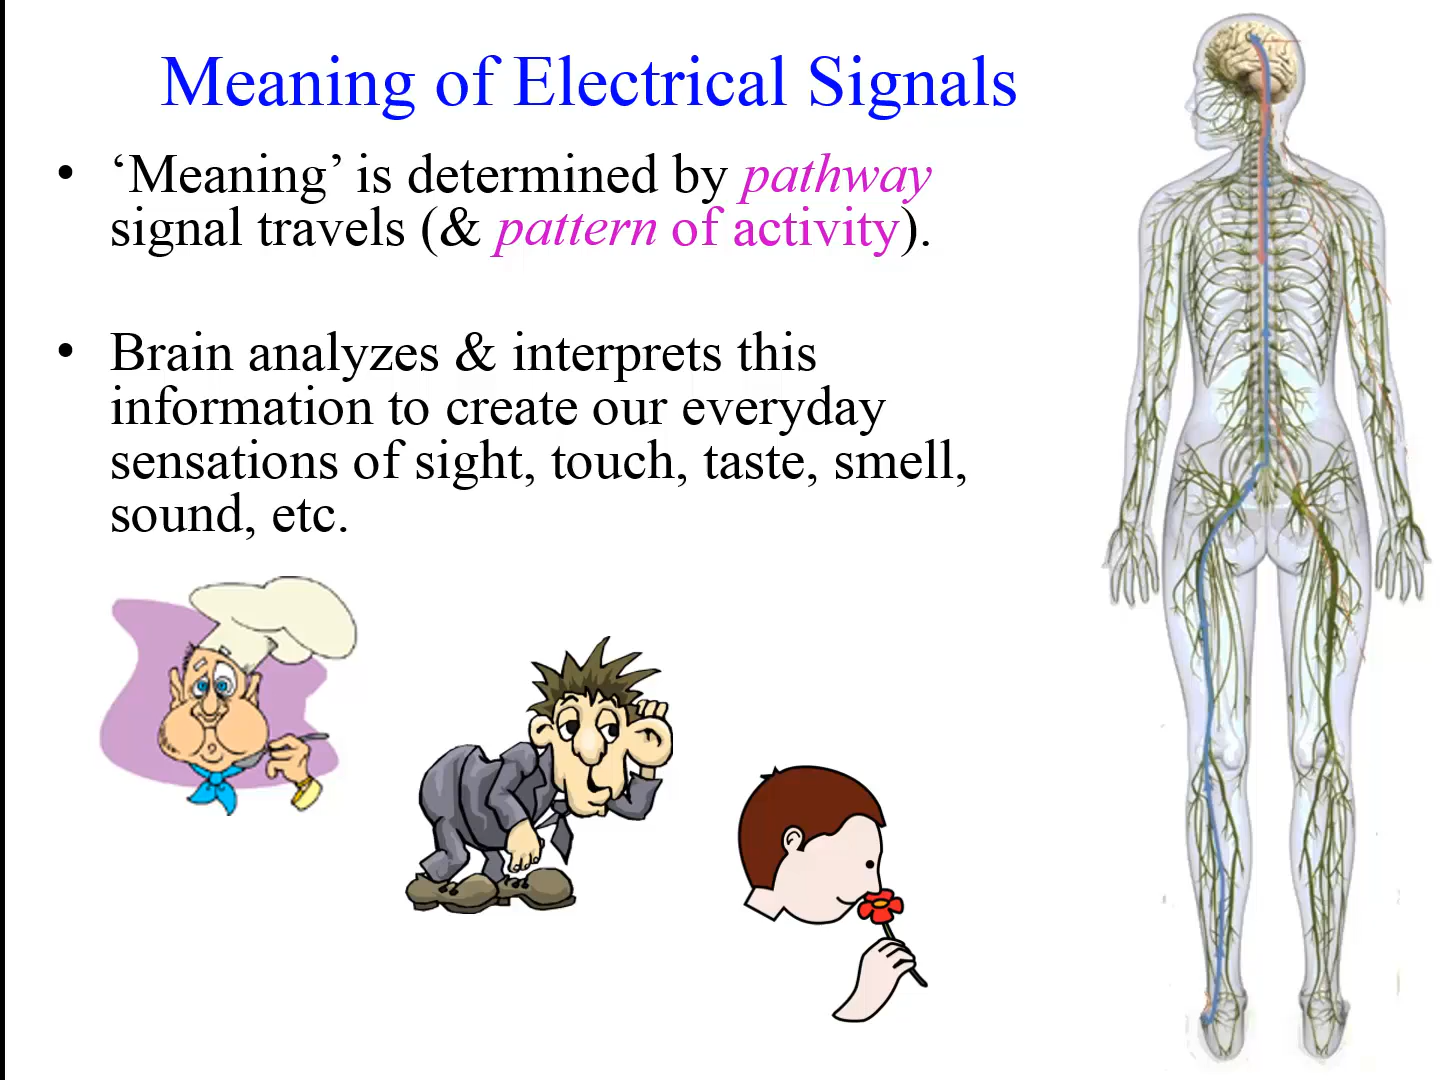 Meaning of Electrical Signals
• ‘Meaning’ is determined by pathway
signal travels (& pattern of activity).
• Brain analyzes & interprets this
information to create our everyday
sensations of sight, touch, taste, smell,
sound, etc.